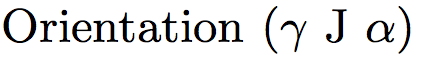 Orientation (γ J α)